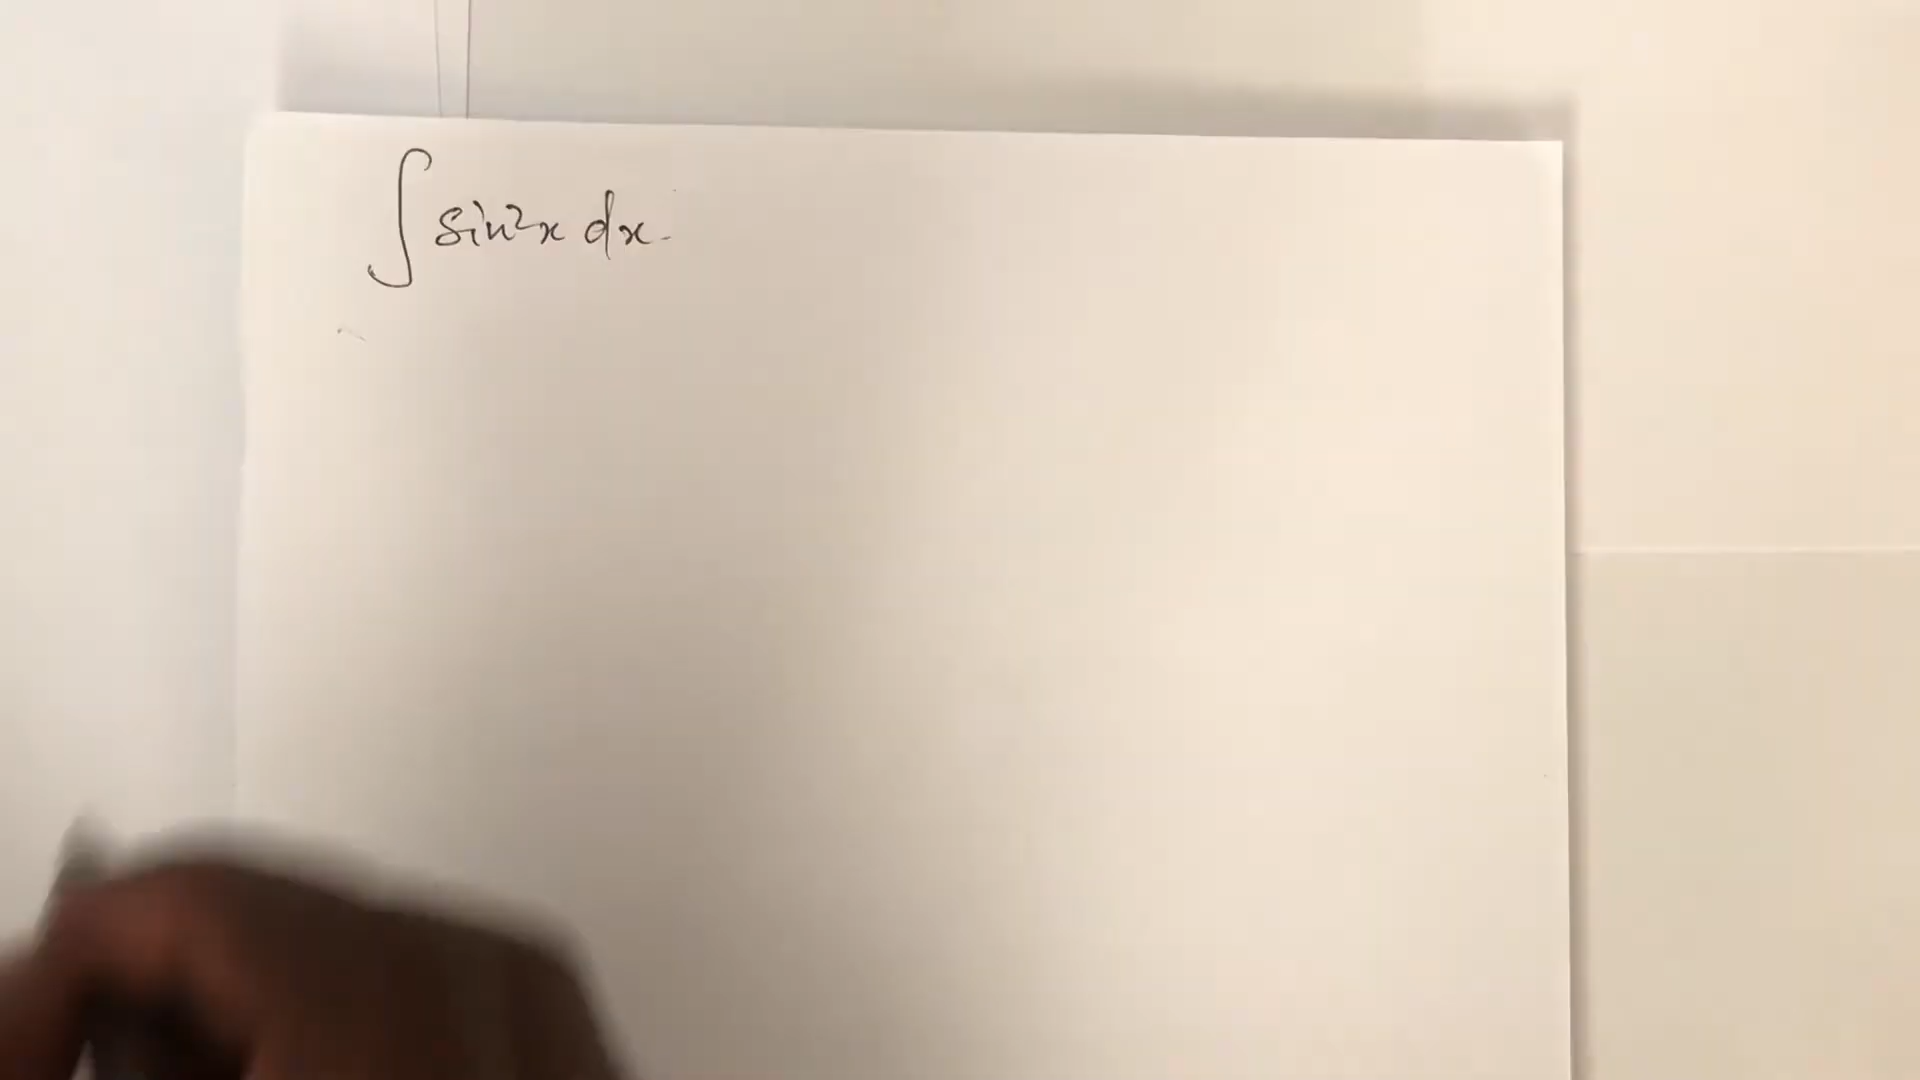 ∫ sin²x dx.